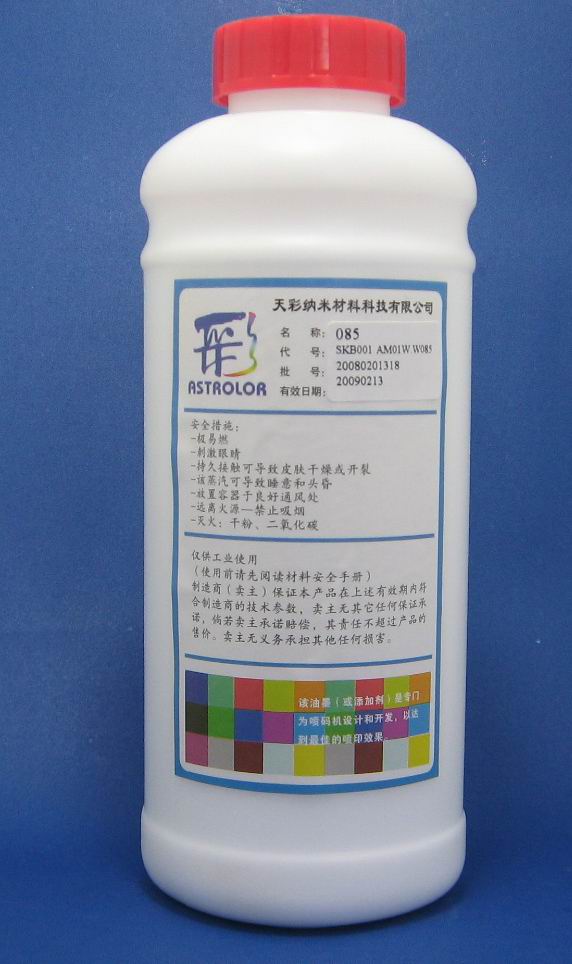 天彩纳米材料科技有限公司
彩
ASTROLOR
名 称: 085
代 号: SKB001 AM01W.W085
批 号: 20080201318
有效日期: 20090213
安全措施:
-极易燃
-刺激眼睛
-持久接触可导致皮肤干燥或开裂
-该蒸汽可导致睡意和头昏
-放置容器于良好通风处
-远离火源—禁止吸烟
-灭火: 干粉、二氧化碳
仅供工业使用
(使用前请先阅读材料安全手册)
制造商(卖主)保证本产品在上述有效期内符
合制造商的技术参数, 卖主无其它任何保证承
诺, 倘若卖主承诺赔偿, 其责任不超过产品的
售价。卖主无义务承担其他任何损害。
该油墨(或添加剂)是专门
为喷码机设计和开发, 以达
到最佳的喷印效果。